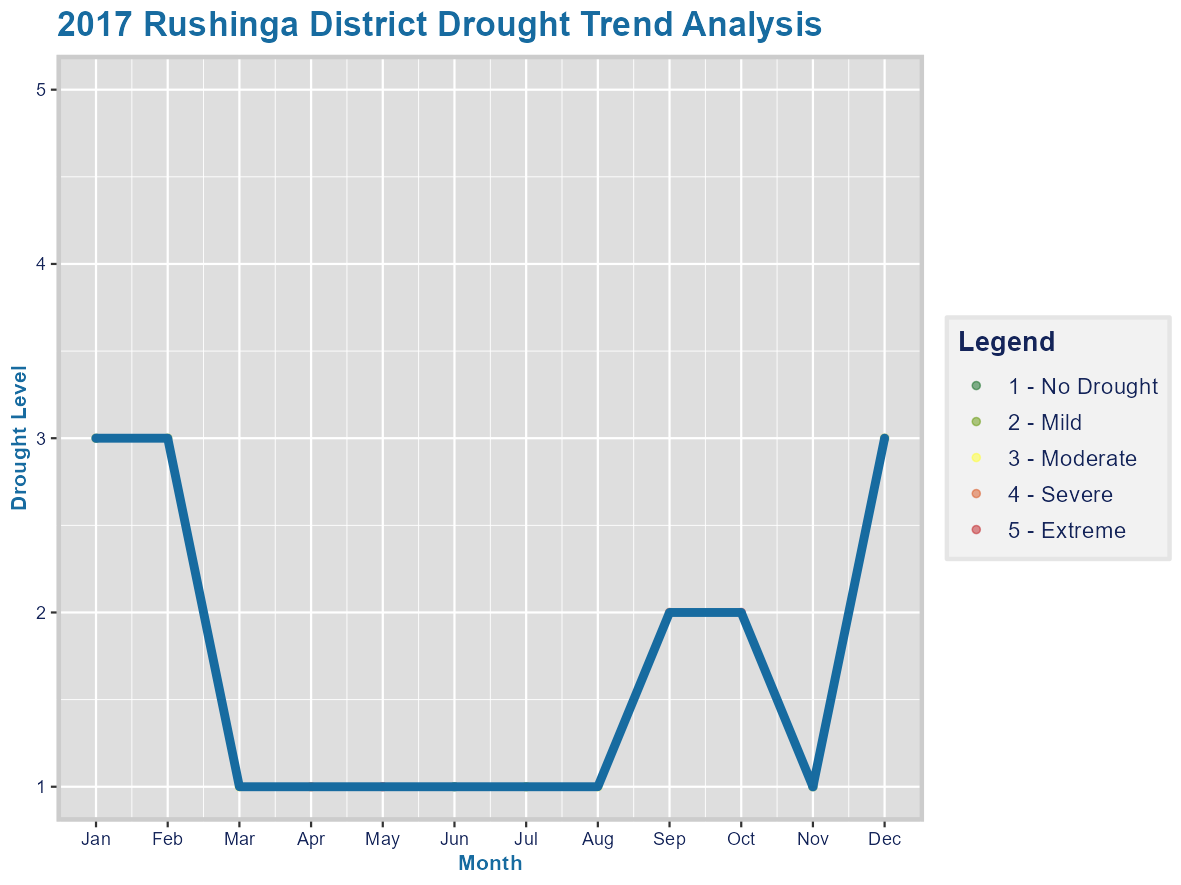 2017 Rushinga District Drought Trend Analysis
5
4
3
2
1
Drought Level
Jan Feb Mar Apr May Jun Jul Aug Sep Oct Nov Dec
Month
Legend
1 - No Drought
2 - Mild
3 - Moderate
4 - Severe
5 - Extreme